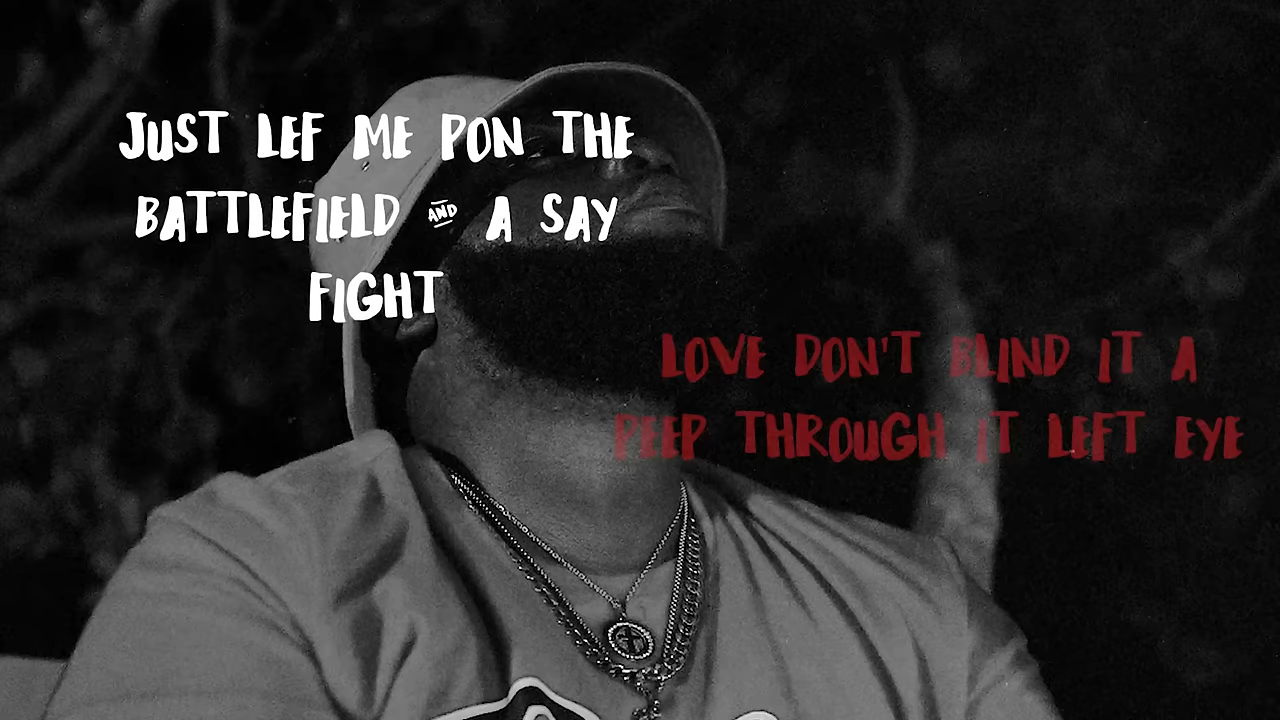 JUST LEF ME PON THE
BATTLEFIELD AND A SAY
FIGHT
LOVE DON'T BLIND IT A
PEEP THROUGH IT LEFT EYE